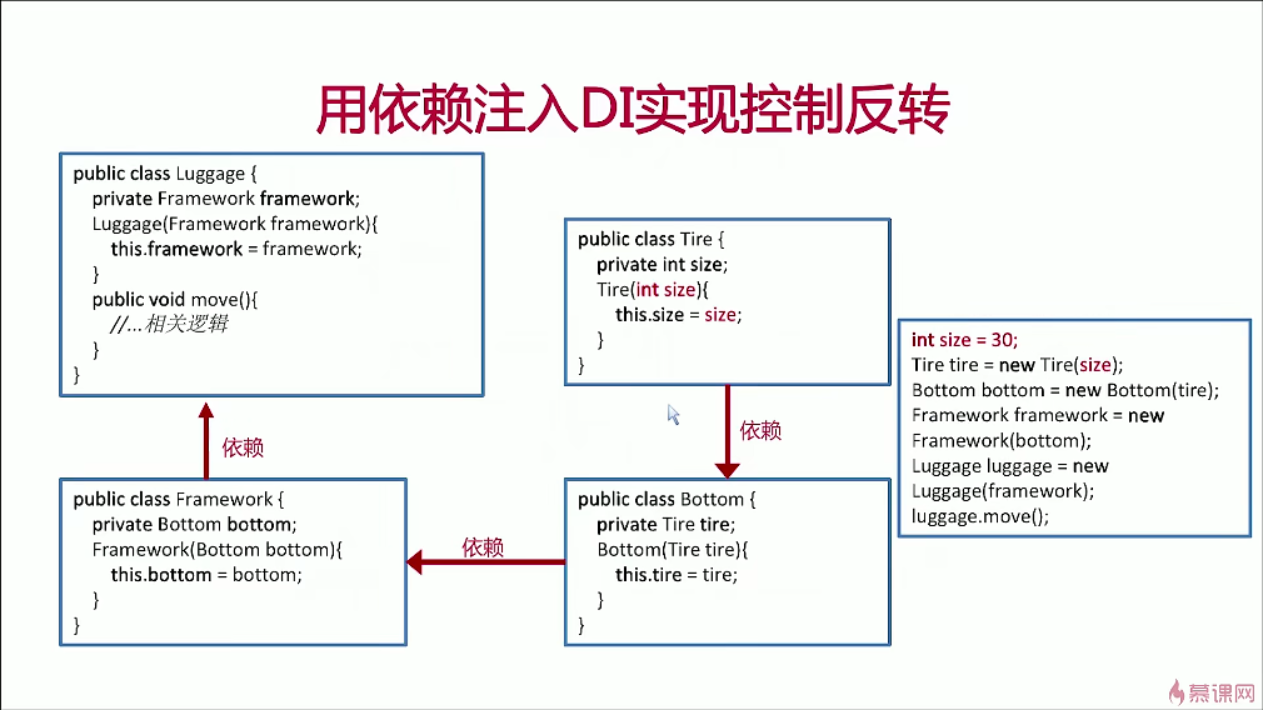 用依赖注入DI实现控制反转
public class Luggage {
private Framework framework;
Luggage(Framework framework){
this.framework = framework;
}
public void move(){
//...相关逻辑
}
}
依赖
public class Framework {
private Bottom bottom;
Framework(Bottom bottom){
this.bottom = bottom;
}
}
依赖
public class Tire {
private int size;
Tire(int size){
this.size = size;
}
}
依赖
public class Bottom {
private Tire tire;
Bottom(Tire tire){
this.tire = tire;
}
}
int size = 30;
Tire tire = new Tire(size);
Bottom bottom = new Bottom(tire);
Framework framework = new
Framework(bottom);
Luggage luggage = new
Luggage(framework);
luggage.move();
慕课网